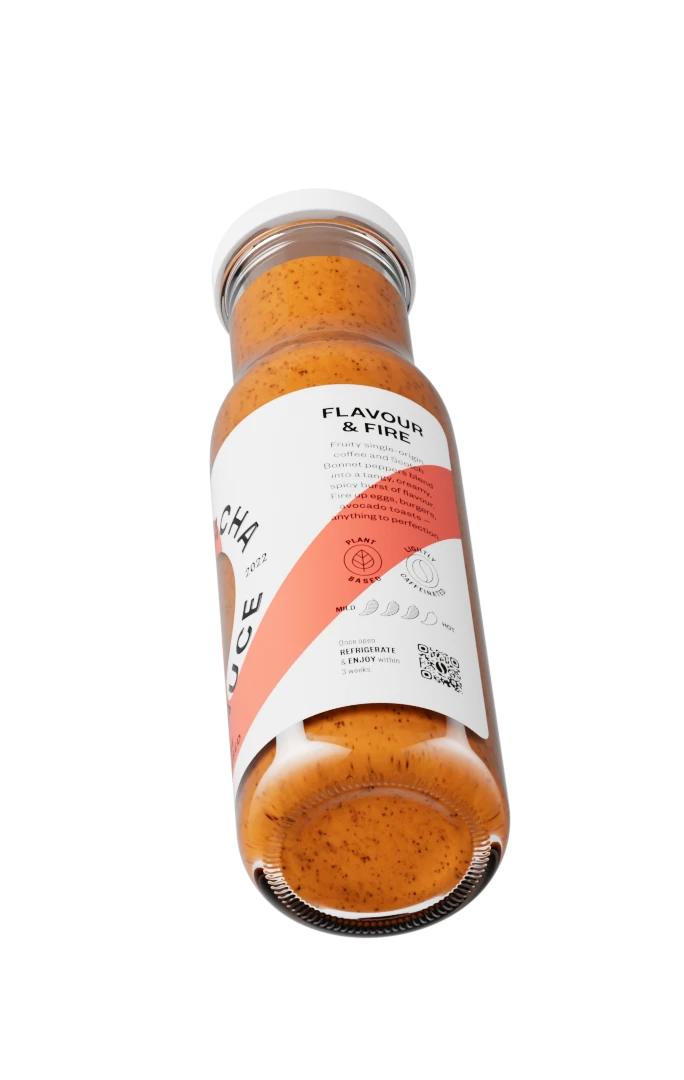 FLAVOUR
& FIRE
Fruity single-origin
coffee and Scotch
Bonnet peppers blend
into a tangy, creamy,
spicy burst of flavour.
Fire up eggs, burgers,
avocado toasts —
anything to perfection.
PLANT
BASED
LIGHTLY
CAFFEINATED
MILD
HOT
Once open
REFRIGERATE
& ENJOY within
3 weeks.
CHA
2022
UCE